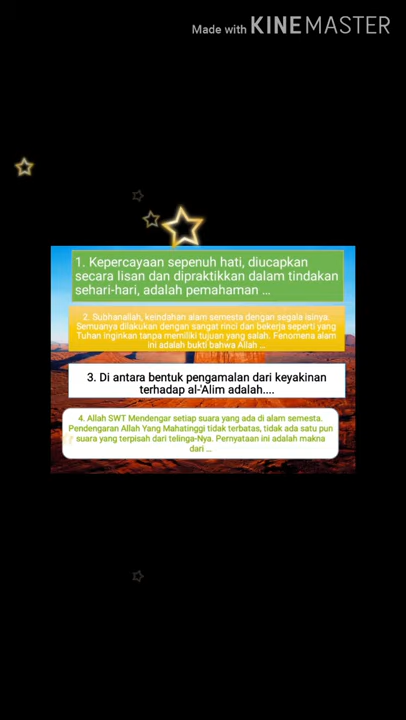 Made with KINEMASTER
1. Kepercayaan sepenuh hati, diucapkan
secara lisan dan dipraktikkan dalam tindakan
sehari-hari, adalah pemahaman ...
2. Subhanallah, keindahan alam semesta dengan segala isinya.
Semuanya dilakukan dengan sangat rinci dan bekerja seperti yang
Tuhan inginkan tanpa memiliki tujuan yang salah. Fenomena alam
ini adalah bukti bahwa Allah ...
3. Di antara bentuk pengamalan dari keyakinan
terhadap al-'Alim adalah....
4. Allah SWT Mendengar setiap suara yang ada di alam semesta.
Pendengaran Allah Yang Mahatinggi tidak terbatas, tidak ada satu pun
suara yang terpisah dari telinga-Nya. Pernyataan ini adalah makna
dari ...